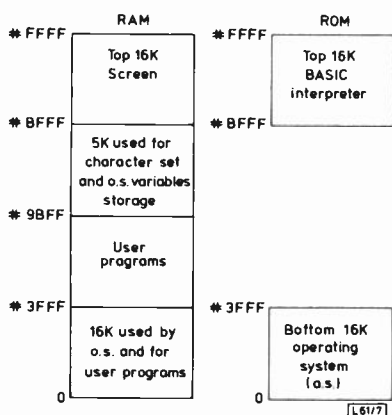 RAM
ROM
# FFFF
# FFFF
Top 16K
Screen
Top 16K
BASIC
interpreter
# BFFF
# BFFF
5K used for
character set
and o.s. variables
storage
# 9BFF
User
programs
# 3FFF
# 3FFF
16K used by
o.s. and for
user programs
Bottom 16K
operating
system
(o.s)
0
0
L61/7